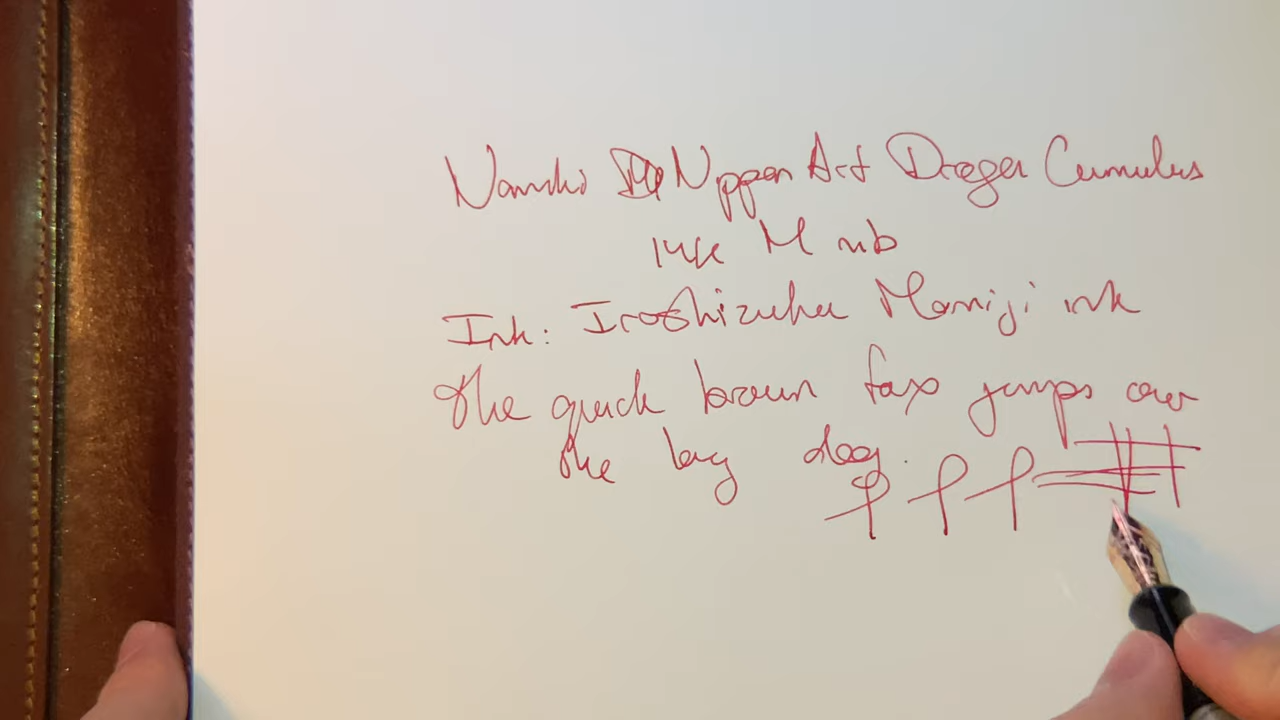 Namiki Nippon Art Dragon Cumulus
14k M nib
Ink: Iroshizuku Momiji ink
The quick brown fox jumps over
the lazy dog.